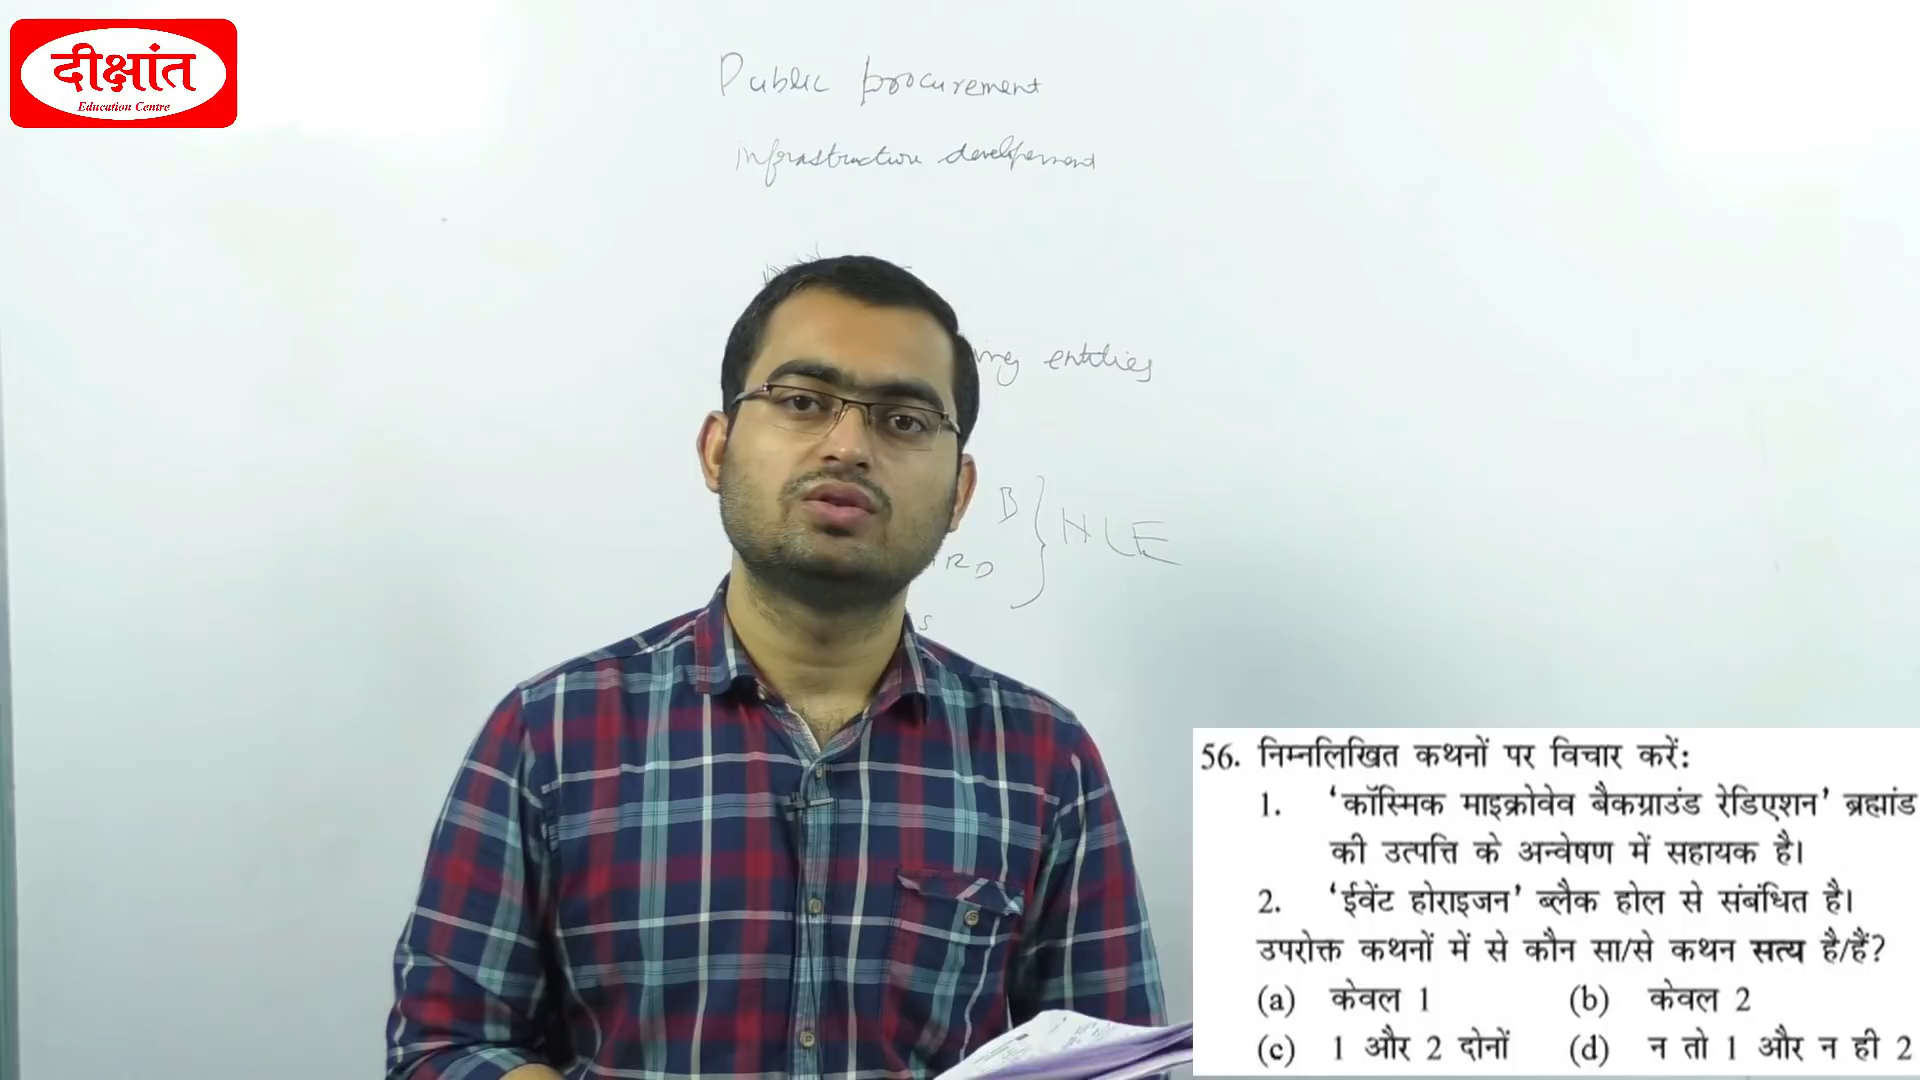 दीक्षांत
Education Centre
Public procurement
infrastructure development
entities
B
NLE
RD
S
56. निम्नलिखित कथनों पर विचार करें:
1. 'कॉस्मिक माइक्रोवेव बैकग्राउंड रेडिएशन' ब्रह्मांड
की उत्पत्ति के अन्वेषण में सहायक है।
2. 'ईवेंट होराइजन' ब्लैक होल से संबंधित है।
उपरोक्त कथनों में से कौन सा/से कथन सत्य है/हैं?
(a) केवल 1 (b) केवल 2
(c) 1 और 2 दोनों (d) न तो 1 और न ही 2